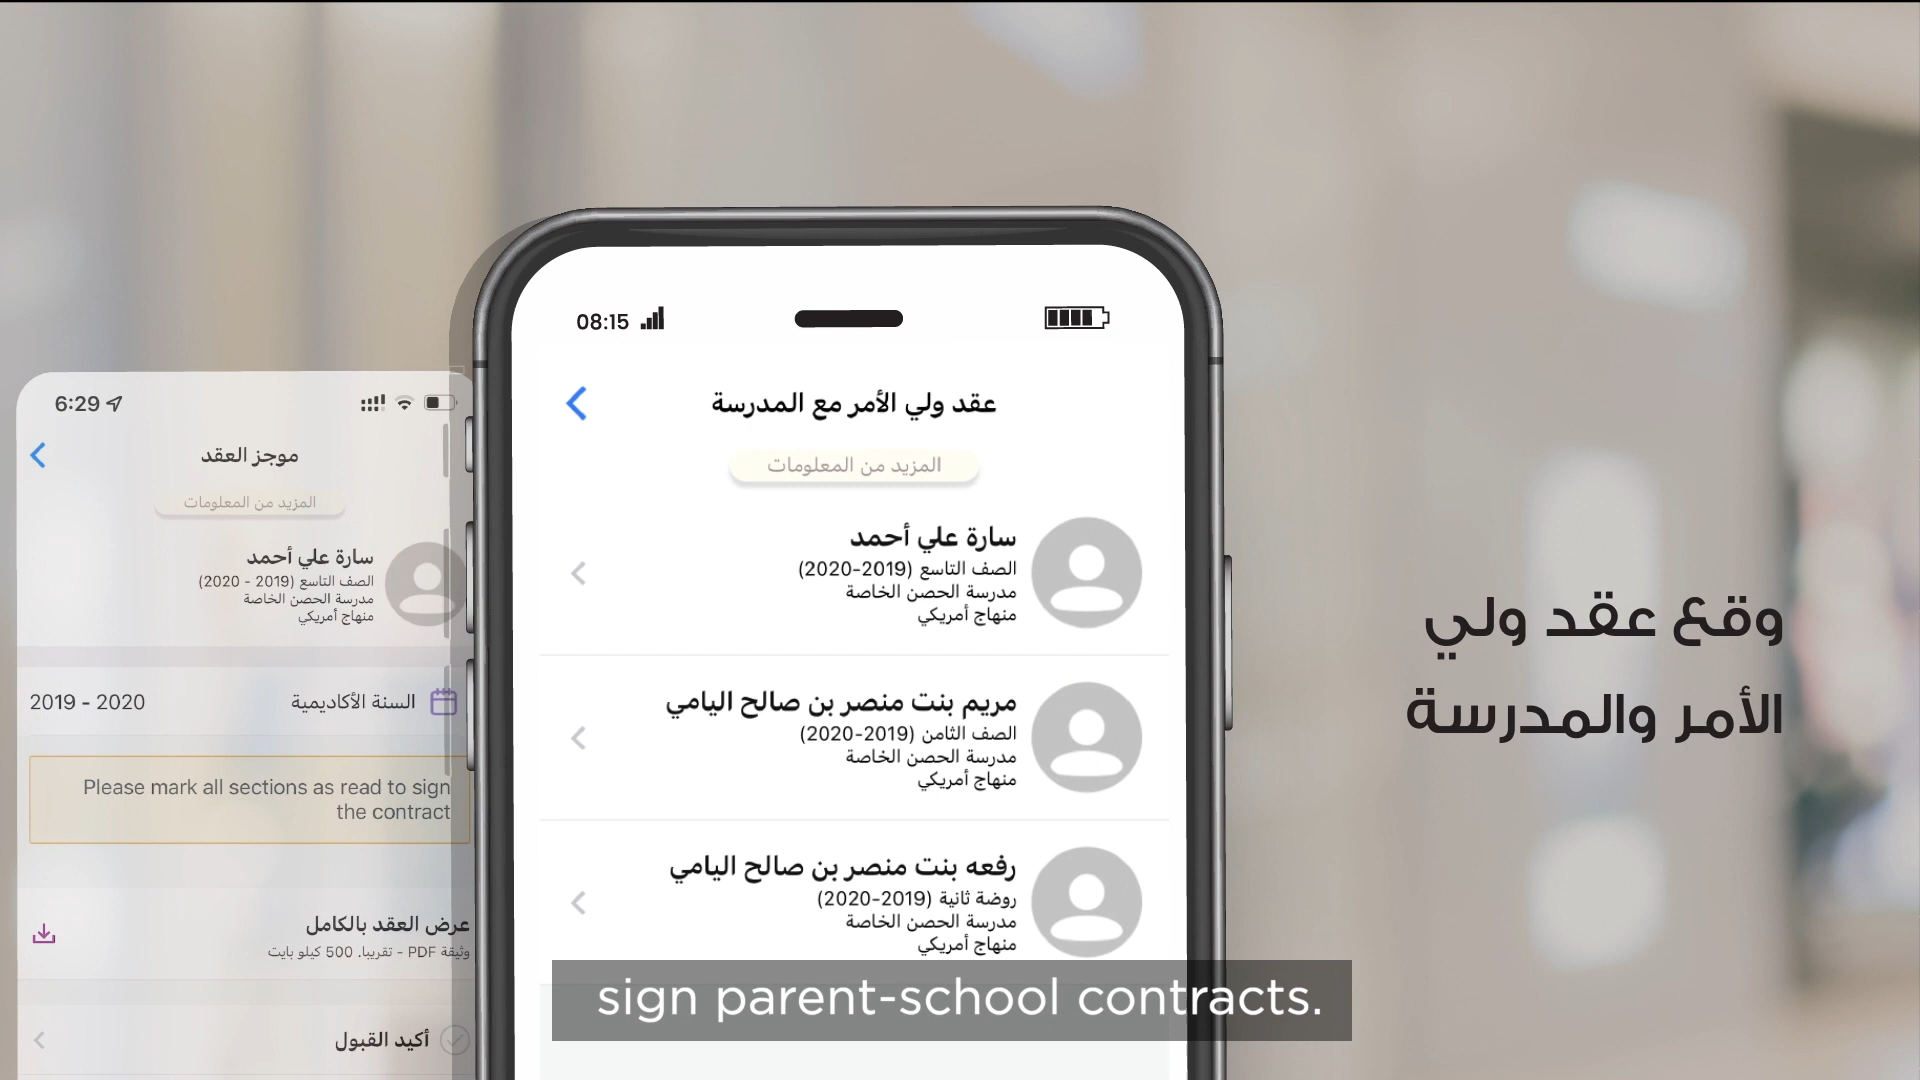 08:15
عقد ولي الأمر مع المدرسة
المزيد من المعلومات
سارة علي أحمد
الصف التاسع (2019-2020)
مدرسة الحصن الخاصة
منهاج أمريكي
مريم بنت منصر بن صالح اليامي
الصف الثامن (2019-2020)
مدرسة الحصن الخاصة
منهاج أمريكي
رفعه بنت منصر بن صالح اليامي
روضة ثانية (2019-2020)
مدرسة الحصن الخاصة
منهاج أمريكي
6:29
موجز العقد
المزيد من المعلومات
سارة علي أحمد
الصف التاسع (2019 - 2020)
مدرسة الحصن الخاصة
منهاج أمريكي
السنة الأكاديمية 2019 - 2020
Please mark all sections as read to sign
the contract
عرض العقد بالكامل
وثيقة PDF - تقريبا. 500 كيلو بايت
أكيد القبول
وقع عقد ولي
الأمر والمدرسة
sign parent-school contracts.